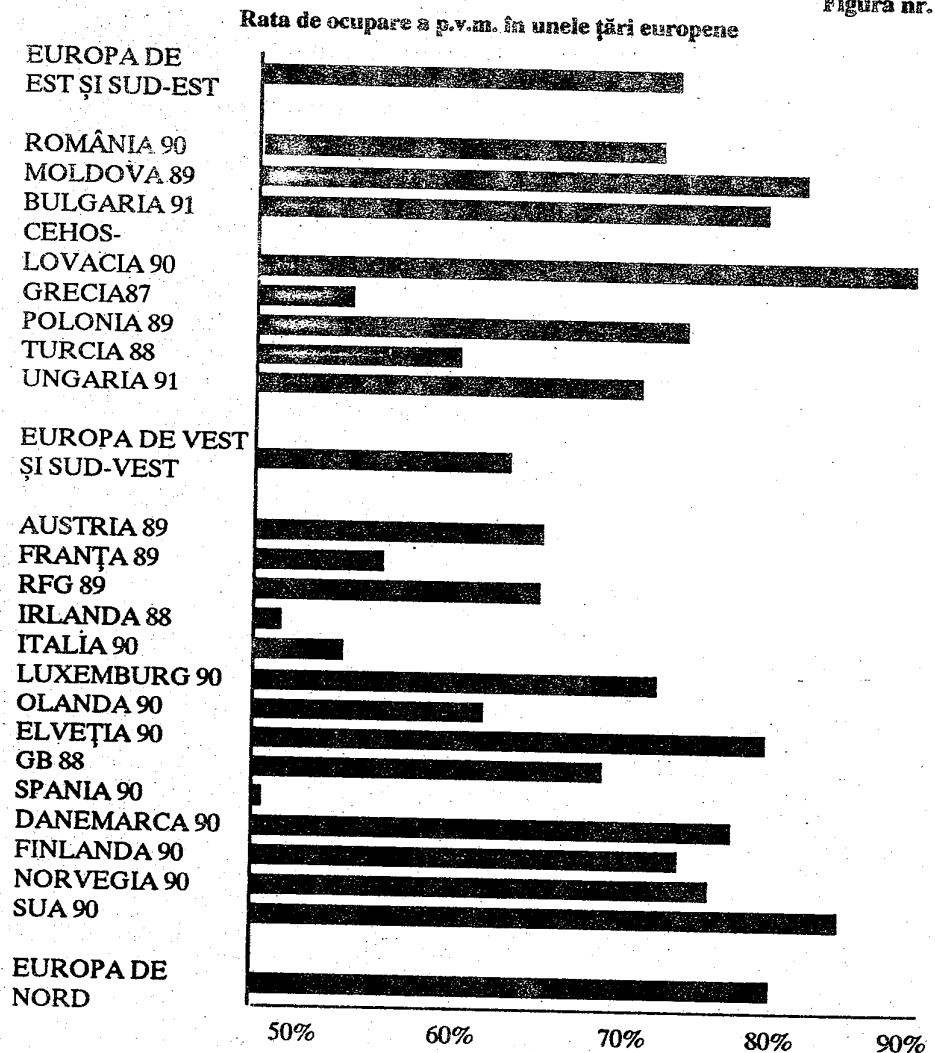 Figura nr.
Rata de ocupare a p.v.m. în unele țări europene
EUROPA DE
EST ȘI SUD-EST
ROMÂNIA 90
MOLDOVA 89
BULGARIA 91
CEHOS-
LOVACIA 90
GRECIA87
POLONIA 89
TURCIA 88
UNGARIA 91
EUROPA DE VEST
ȘI SUD-VEST
AUSTRIA 89
FRANȚA 89
RFG 89
IRLANDA 88
ITALIA 90
LUXEMBURG 90
OLANDA 90
ELVEȚIA 90
GB 88
SPANIA 90
DANEMARCA 90
FINLANDA 90
NORVEGIA 90
SUA 90
EUROPA DE
NORD
50% 60% 70% 80% 90%